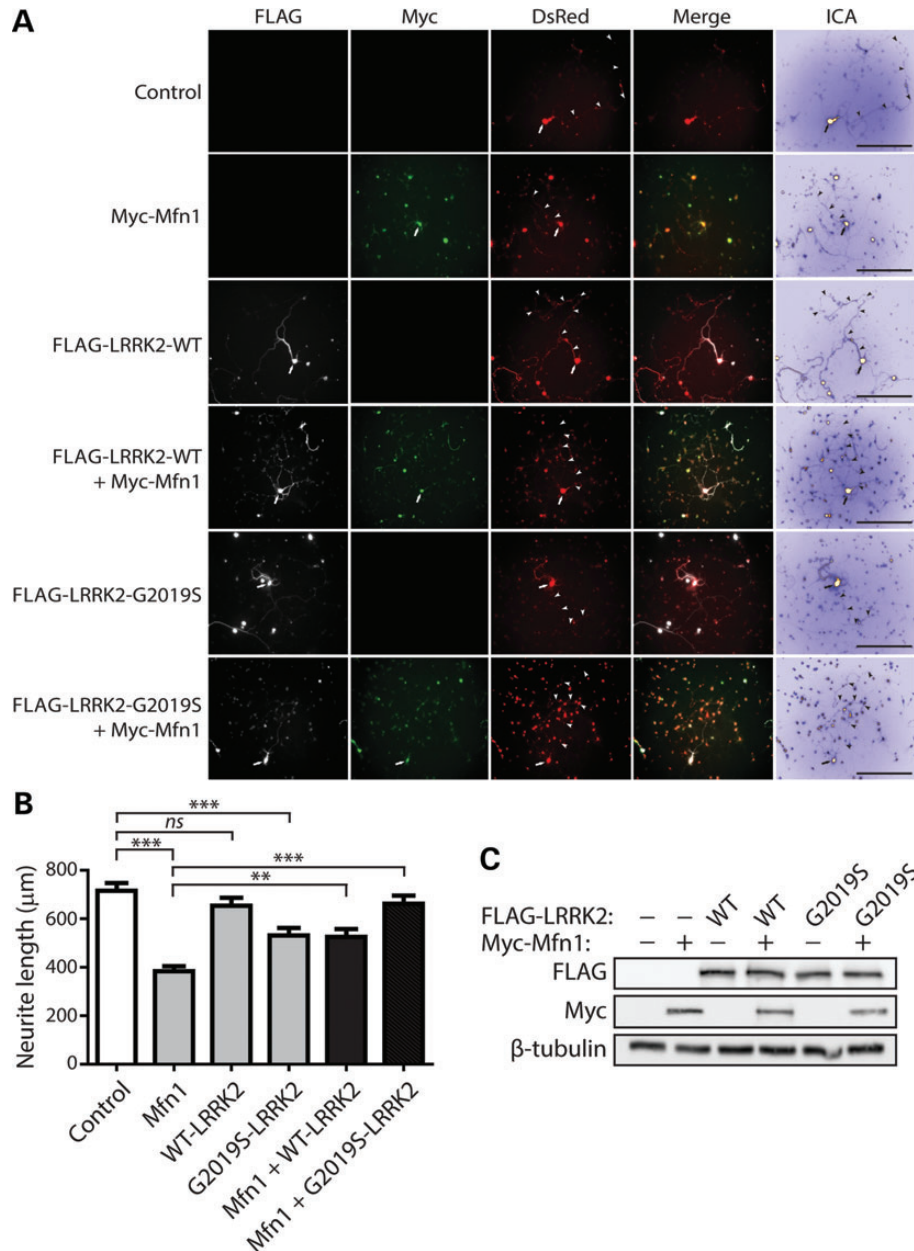 A
FLAG Myc DsRed Merge ICA
Control
Myc-Mfn1
FLAG-LRRK2-WT
FLAG-LRRK2-WT
+ Myc-Mfn1
FLAG-LRRK2-G2019S
FLAG-LRRK2-G2019S
+ Myc-Mfn1
B
***
ns
*** ***
**
Neurite length (μm)
800
600
400
200
0
Control
Mfn1
WT-LRRK2
G2019S-LRRK2
Mfn1 + WT-LRRK2
Mfn1 + G2019S-LRRK2
C
FLAG-LRRK2: – – WT WT G2019S G2019S
Myc-Mfn1: – + – + – +
FLAG
Myc
β-tubulin